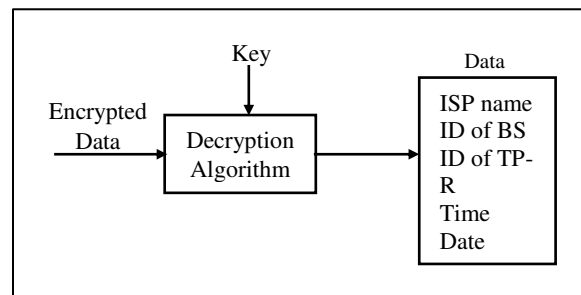 Key
Encrypted
Data
Decryption
Algorithm
Data
ISP name
ID of BS
ID of TP-
R
Time
Date